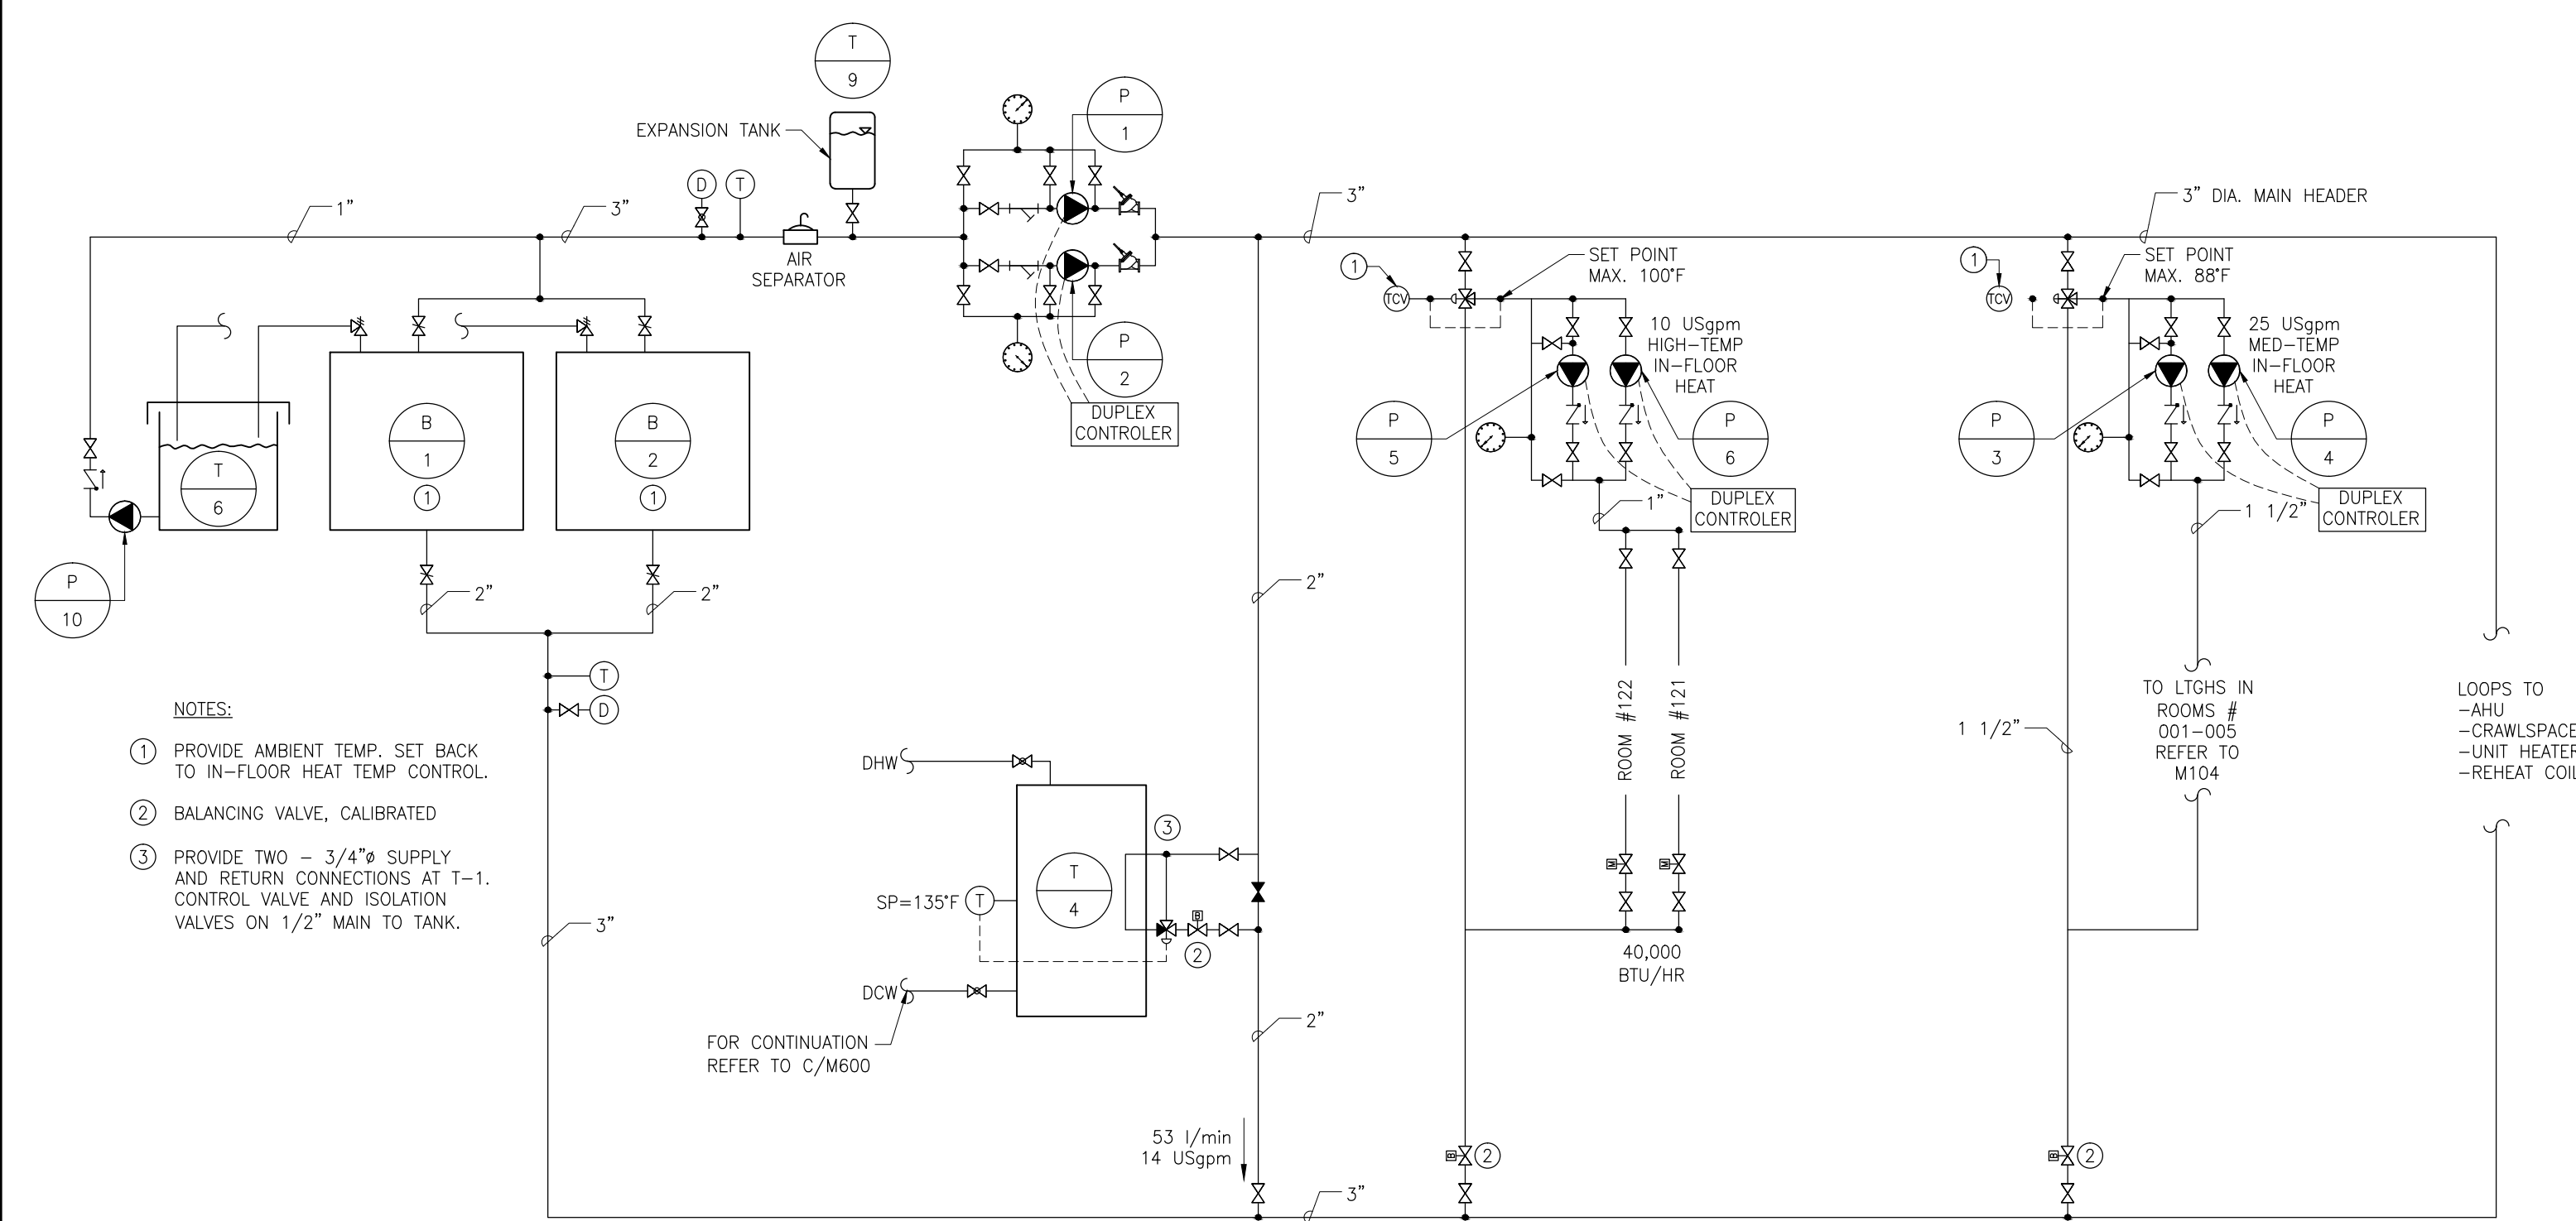 T
9
EXPANSION TANK
P
1
D
T
1”
3”
3”
3” DIA. MAIN HEADER
AIR
SEPARATOR
1
SET POINT
MAX. 100°F
TCV
1
SET POINT
MAX. 88°F
TCV
10 USgpm
HIGH-TEMP
IN-FLOOR
HEAT
25 USgpm
MED-TEMP
IN-FLOOR
HEAT
P
2
DUPLEX
CONTROLER
B
1
1
B
2
1
T
6
P
5
P
6
P
3
P
4
DUPLEX
CONTROLER
1”
DUPLEX
CONTROLER
1 1/2”
P
10
2”
2”
2”
T
D
ROOM #122
ROOM #121
TO LTGHS IN
ROOMS #
001-005
REFER TO
M104
1 1/2”
LOOPS TO
-AHU
-CRAWLSPACE
-UNIT HEATER
-REHEAT COIL
NOTES:
1 PROVIDE AMBIENT TEMP. SET BACK
TO IN-FLOOR HEAT TEMP CONTROL.
2 BALANCING VALVE, CALIBRATED
3 PROVIDE TWO - 3/4”ø SUPPLY
AND RETURN CONNECTIONS AT T-1.
CONTROL VALVE AND ISOLATION
VALVES ON 1/2” MAIN TO TANK.
3”
DHW
3
T
4
SP=135°F
T
B
2
M
M
DCW
FOR CONTINUATION
REFER TO C/M600
40,000
BTU/HR
2”
53 l/min
14 USgpm
B
2
B
2
3”